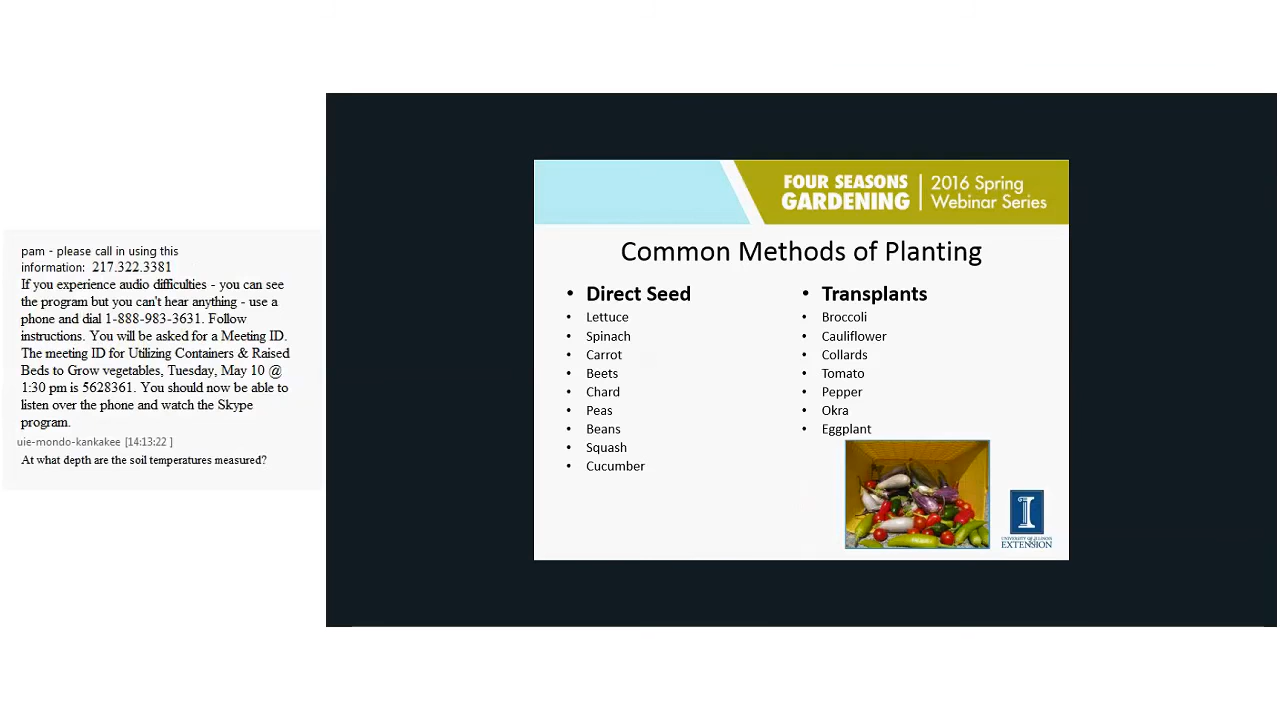 pam - please call in using this
information: 217.322.3381
If you experience audio difficulties - you can see
the program but you can't hear anything - use a
phone and dial 1-888-983-3631. Follow
instructions. You will be asked for a Meeting ID.
The meeting ID for Utilizing Containers & Raised
Beds to Grow vegetables, Tuesday, May 10 @
1:30 pm is 5628361. You should now be able to
listen over the phone and watch the Skype
program.
uie-mondo-kankakee [14:13:22 ]
At what depth are the soil temperatures measured?
FOUR SEASONS
GARDENING
2016 Spring
Webinar Series
Common Methods of Planting
• Direct Seed
• Lettuce
• Spinach
• Carrot
• Beets
• Chard
• Peas
• Beans
• Squash
• Cucumber
• Transplants
• Broccoli
• Cauliflower
• Collards
• Tomato
• Pepper
• Okra
• Eggplant
I
UNIVERSITY OF ILLINOIS
EXTENSION